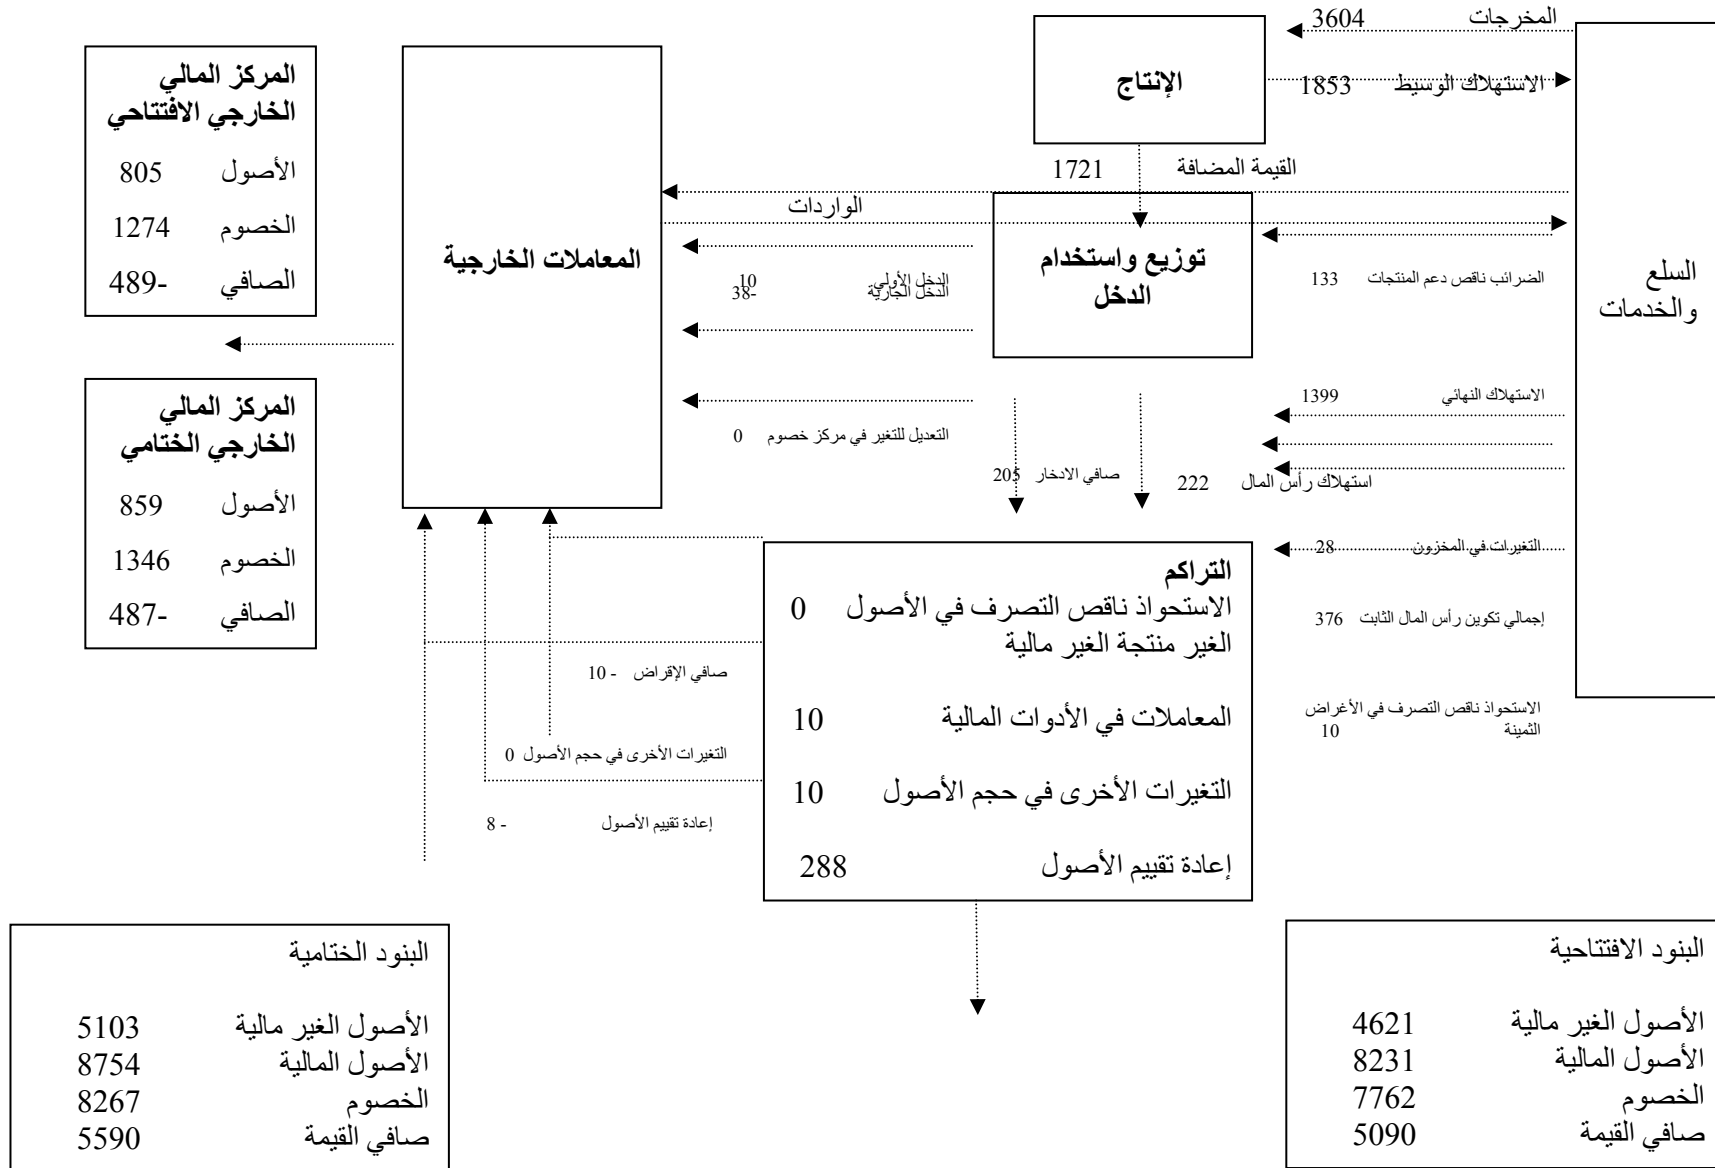 المخرجات 3604
الاستهلاك الوسيط 1853
الإنتاج
القيمة المضافة 1721
المركز المالي
الخارجي الافتتاحي
الأصول 805
الخصوم 1274
الصافي -489
المعاملات الخارجية
الواردات
توزيع واستخدام
الدخل
السلع
والخدمات
الضرائب ناقص دعم المنتجات 133
الدخل الأولي 10
الدخل الجارية -38
المركز المالي
الخارجي الختامي
الأصول 859
الخصوم 1346
الصافي -487
الاستهلاك النهائي 1399
التعديل للتغير في مركز خصوم 0
صافي الادخار 205
استهلاك رأس المال 222
التغيرات في المخزون 28
إجمالي تكوين رأس المال الثابت 376
الاستحواذ ناقص التصرف في الأغراض
الثمينة 10
التراكم
الاستحواذ ناقص التصرف في الأصول 0
الغير منتجة الغير مالية
المعاملات في الأدوات المالية 10
التغيرات الأخرى في حجم الأصول 10
إعادة تقييم الأصول 288
صافي الإقراض - 10
التغيرات الأخرى في حجم الأصول 0
إعادة تقييم الأصول - 8
البنود الافتتاحية
الأصول الغير مالية 4621
الأصول المالية 8231
الخصوم 7762
صافي القيمة 5090
البنود الختامية
الأصول الغير مالية 5103
الأصول المالية 8754
الخصوم 8267
صافي القيمة 5590